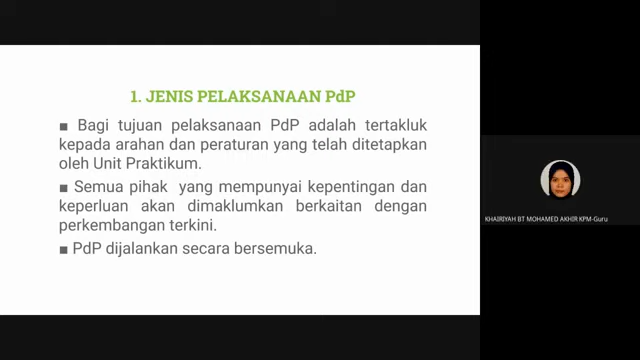 1. JENIS PELAKSANAAN PdP
■ Bagi tujuan pelaksanaan PdP adalah tertakluk
kepada arahan dan peraturan yang telah ditetapkan
oleh Unit Praktikum.
■ Semua pihak yang mempunyai kepentingan dan
keperluan akan dimaklumkan berkaitan dengan
perkembangan terkini.
■ PdP dijalankan secara bersemuka.
KHAIRIYAH BT MOHAMED AKHIR KPM-Guru